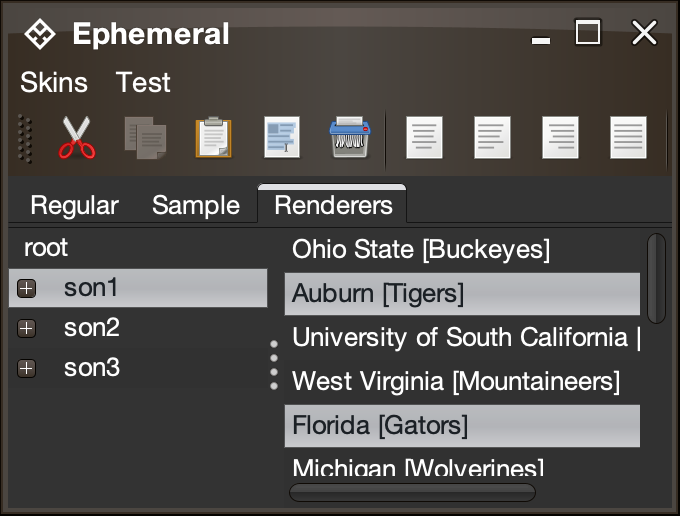 Ephemeral
Skins Test
Regular Sample Renderers
root
son1
son2
son3
Ohio State [Buckeyes]
Auburn [Tigers]
University of South California [
West Virginia [Mountaineers]
Florida [Gators]
Michigan [Wolverines]